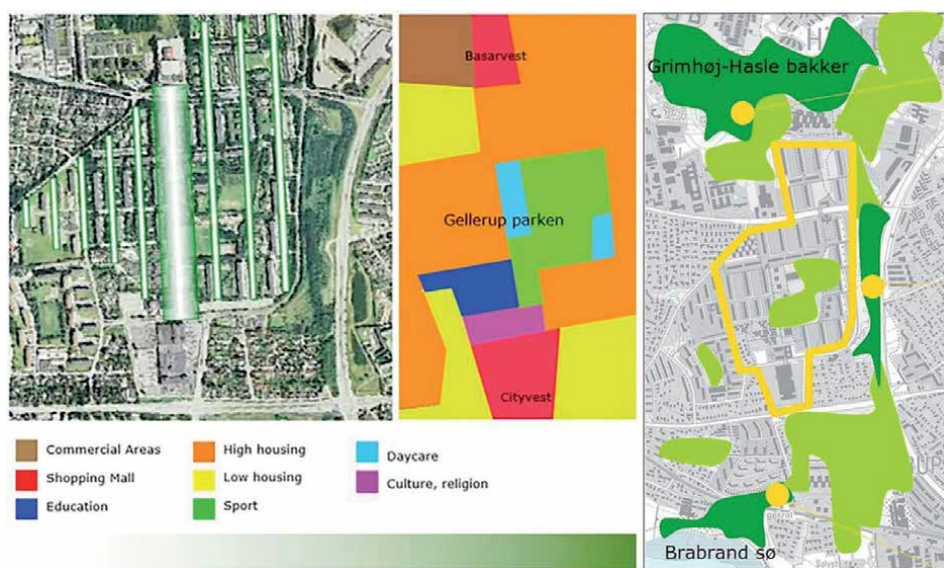 Basarvest
Gellerup parken
Cityvest
Commercial Areas
Shopping Mall
Education
High housing
Low housing
Sport
Daycare
Culture, religion
Grimhøj-Hasle bakker
Brabrand sø